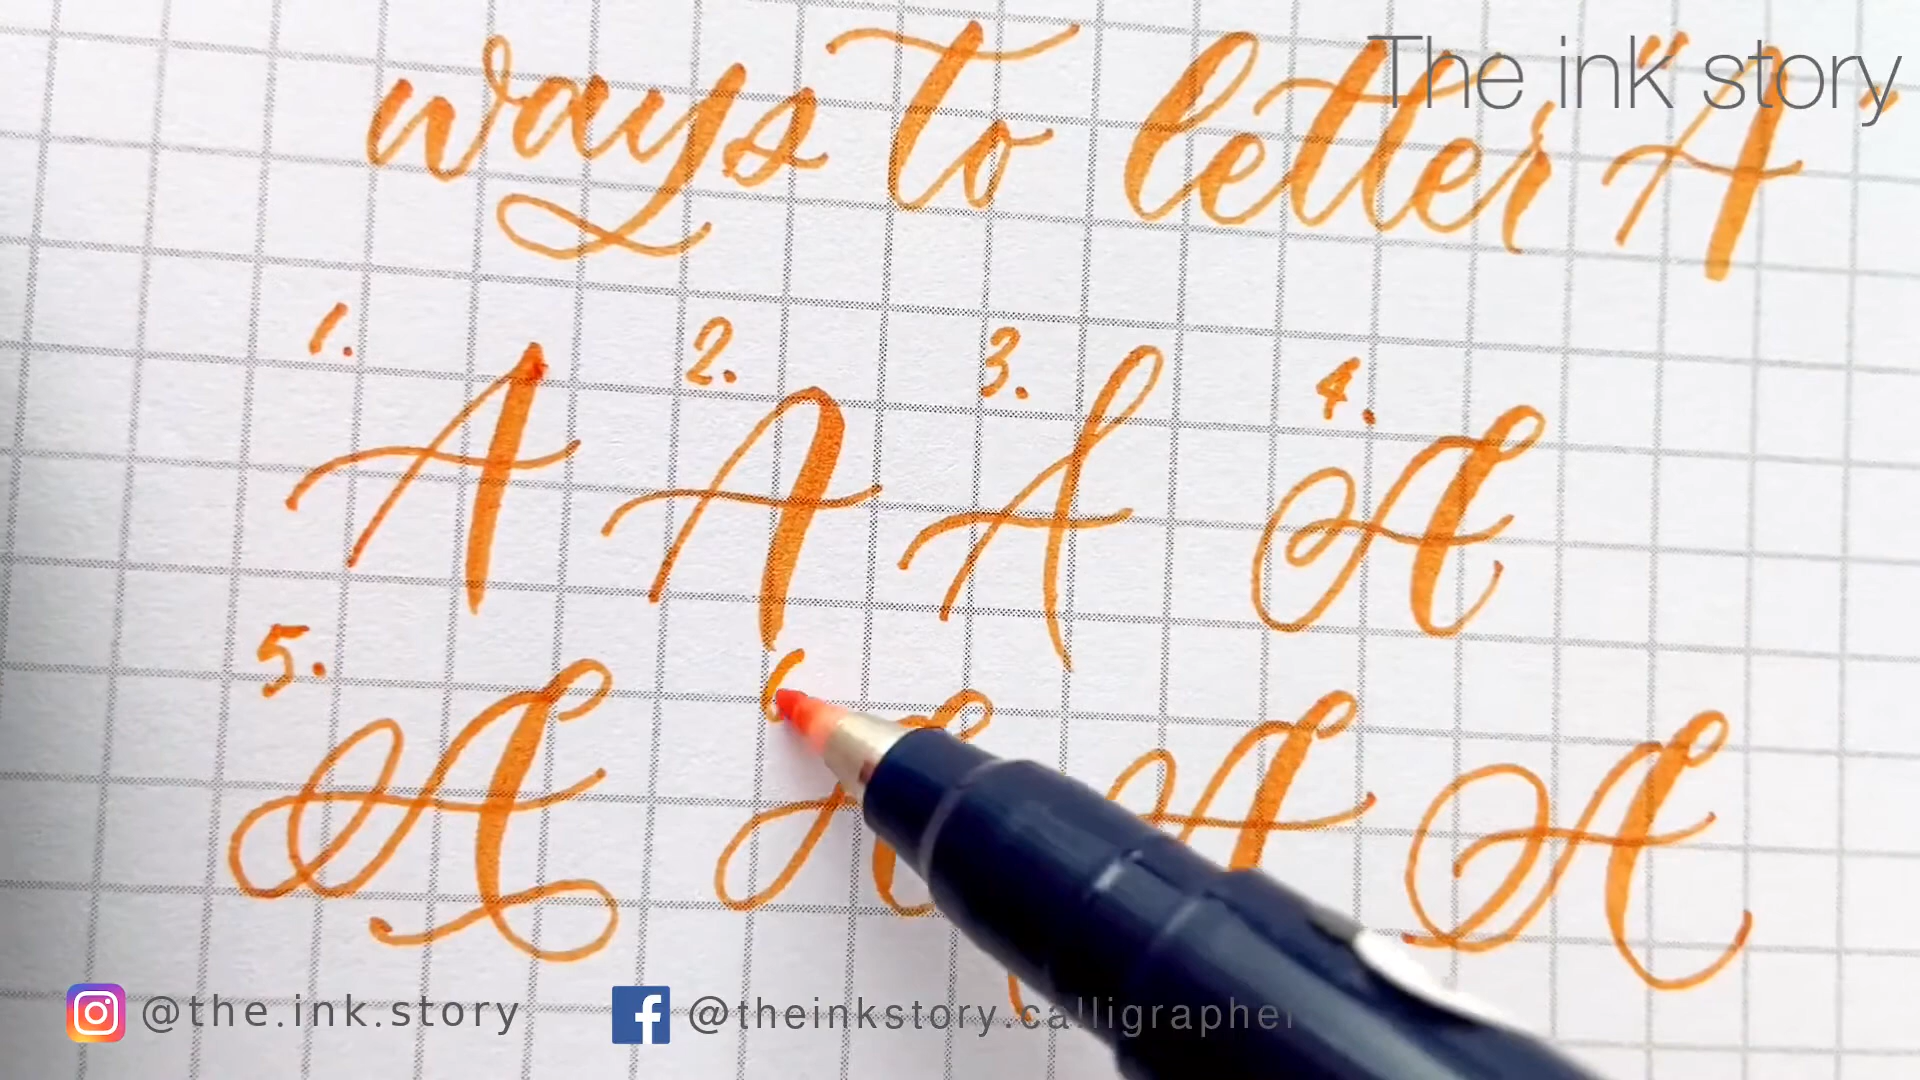 The ink story
ways to letter "A"
1. A 2. A 3. A 4. A
5. A A A A
@the.ink.story @theinkstory.calligrapher